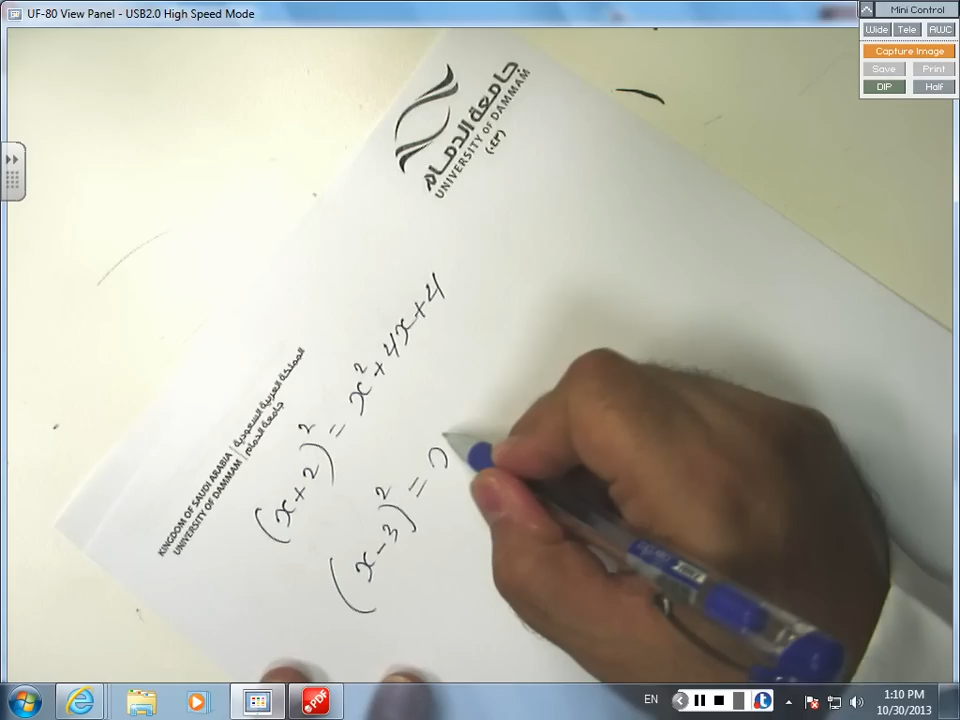 UF-80 View Panel - USB2.0 High Speed Mode
Mini Control
Wide Tele AWC
Capture Image
Save Print
DIP Half
جامعة الدمام
UNIVERSITY OF DAMMAM
(٠٤٣)
المملكة العربية السعودية
جامعة الدمام
KINGDOM OF SAUDI ARABIA
UNIVERSITY OF DAMMAM
(x+2)² = x²+4x+4
(x-3)² =
PDF
EN
1:10 PM
10/30/2013